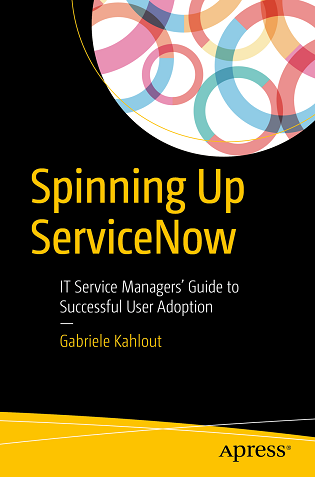 Spinning Up
ServiceNow
IT Service Managers' Guide to
Successful User Adoption
—
Gabriele Kahlout
Apress®